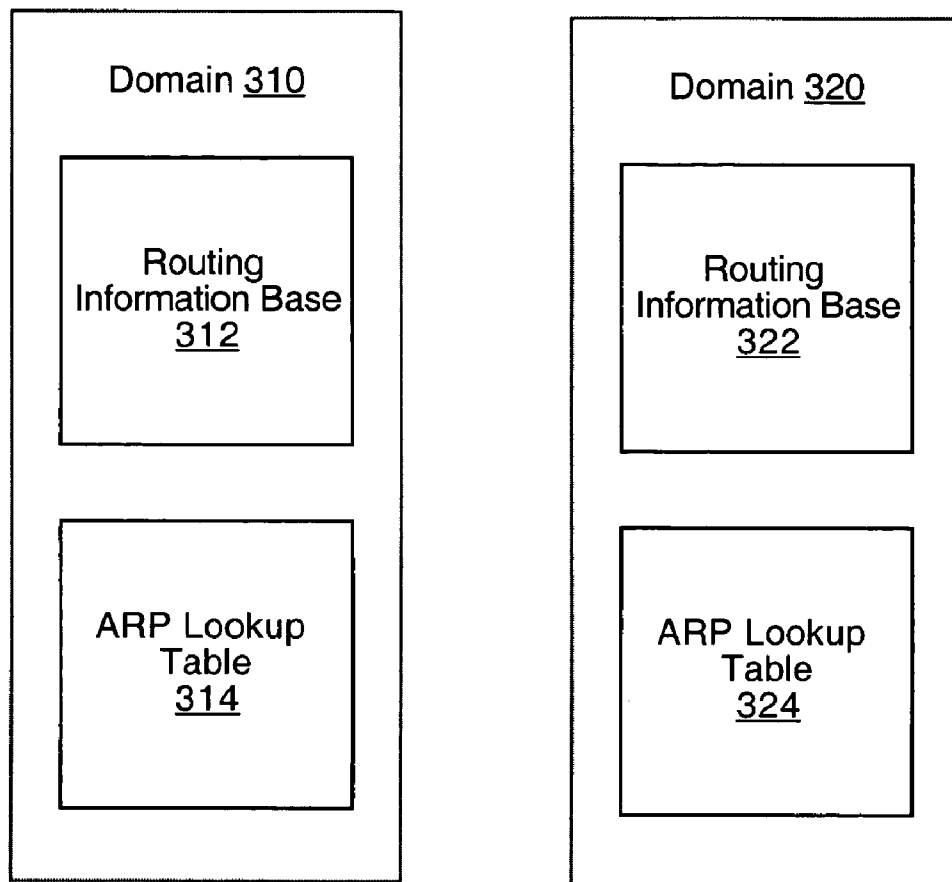 Domain 310
Routing
Information Base
312
ARP Lookup
Table
314
Domain 320
Routing
Information Base
322
ARP Lookup
Table
324